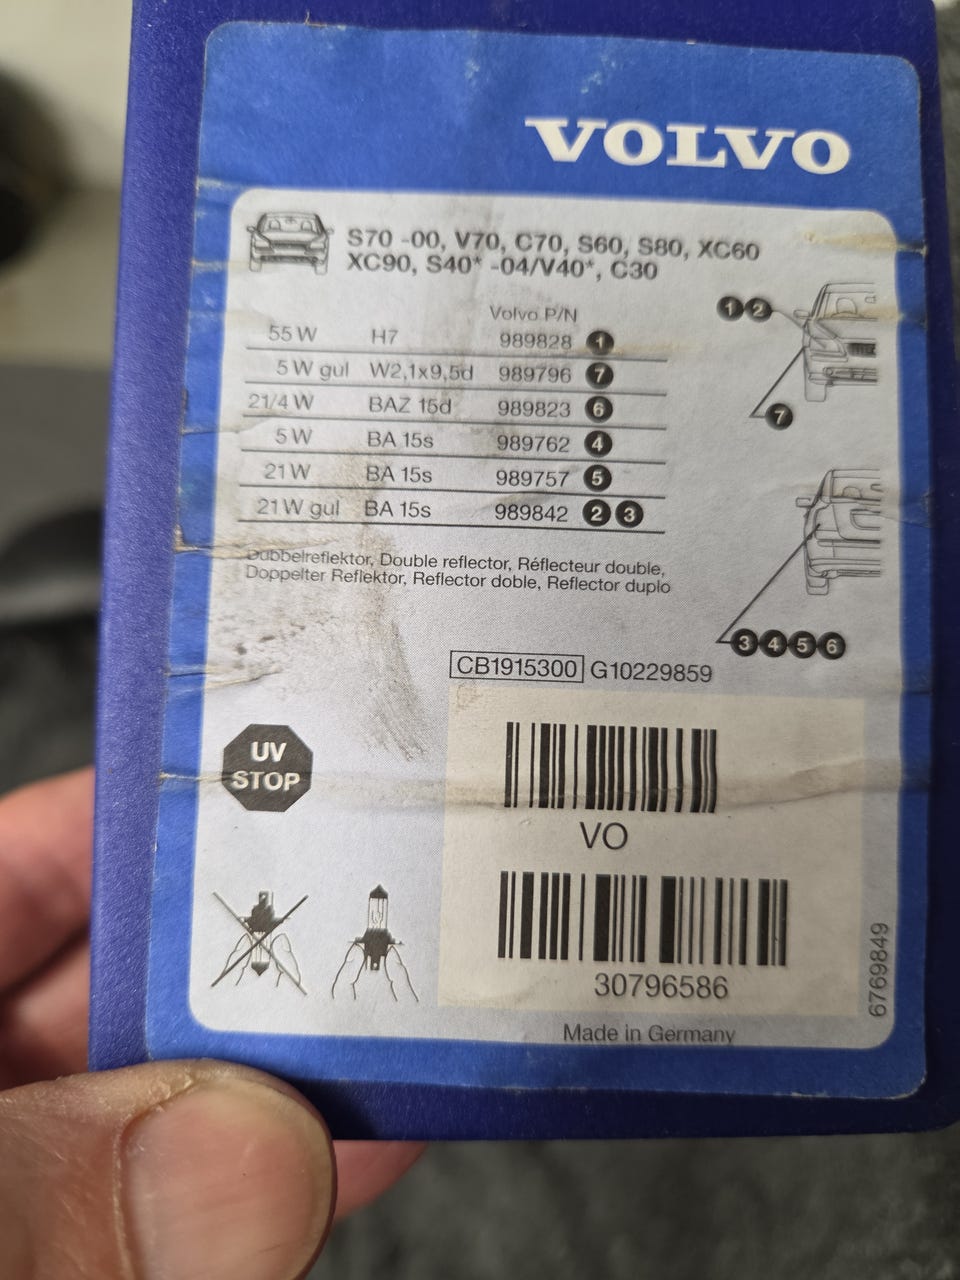 VOLVO
S70 -00, V70, C70, S60, S80, XC60
XC90, S40* -04/V40*, C30
Volvo P/N
55 W H7 989828 1
5 W gul W2,1x9,5d 989796 7
21/4 W BAZ 15d 989823 6
5 W BA 15s 989762 4
21 W BA 15s 989757 5
21 W gul BA 15s 989842 2 3
1 2
7
3 4 5 6
Dubbelreflektor, Double reflector, Réflecteur double,
Doppelter Reflektor, Reflector doble, Reflector duplo
CB1915300 G10229859
UV
STOP
VO
30796586
6769849
Made in Germany